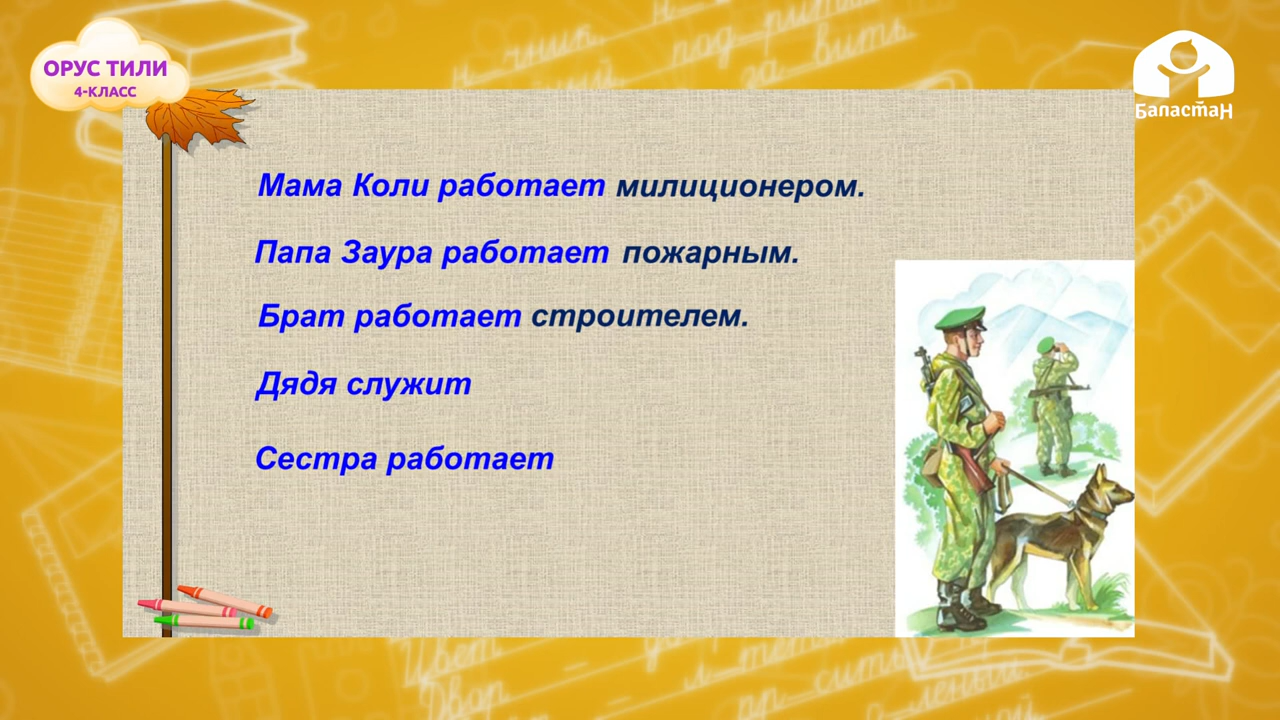 ОРУС ТИЛИ
4-КЛАСС
Баластан
Мама Коли работает милиционером.
Папа Заура работает пожарным.
Брат работает строителем.
Дядя служит
Сестра работает